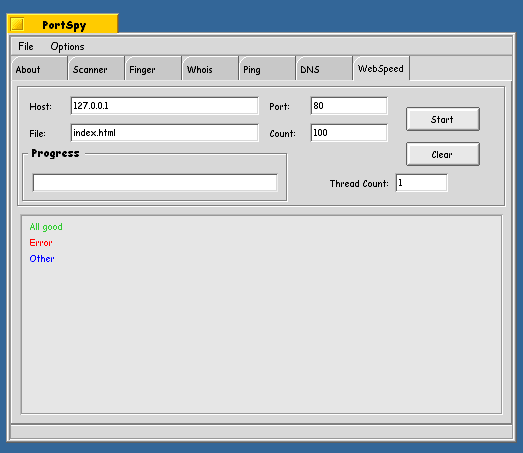 PortSpy
File Options
About Scanner Finger Whois Ping DNS WebSpeed
Host: 127.0.0.1 Port: 80 Start
File: index.html Count: 100
Clear
Progress
Thread Count: 1
All good
Error
Other